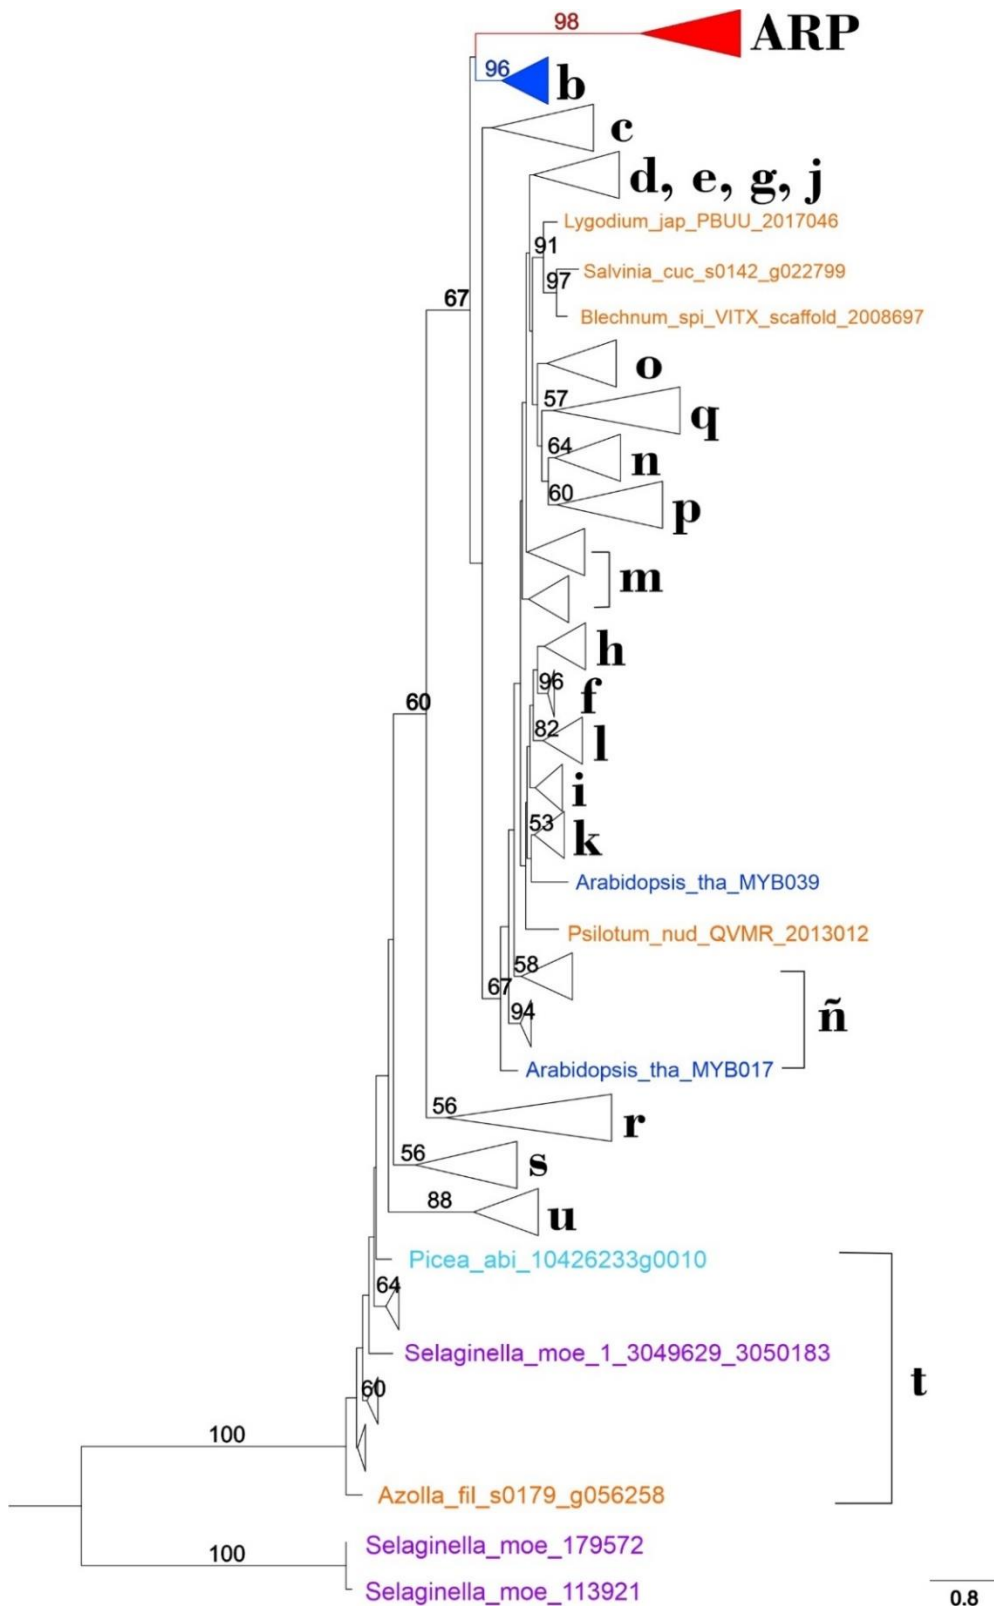 98
ARP
96
b
c
d, e, g, j
Lygodium_jap_PBUU_2017046
91
Salvinia_cuc_s0142_g022799
97
Blechnum_spi_VITX_scaffold_2008697
67
o
57
q
64
n
60
p
m
h
96
f
60
82
l
i
53
k
Arabidopsis_tha_MYB039
Psilotum_nud_QVMR_2013012
58
67
94
ñ
Arabidopsis_tha_MYB017
56
r
56
s
88
u
Picea_abi_10426233g0010
64
Selaginella_moe_1_3049629_3050183
60
t
100
Azolla_fil_s0179_g056258
Selaginella_moe_179572
100
Selaginella_moe_113921
0.8